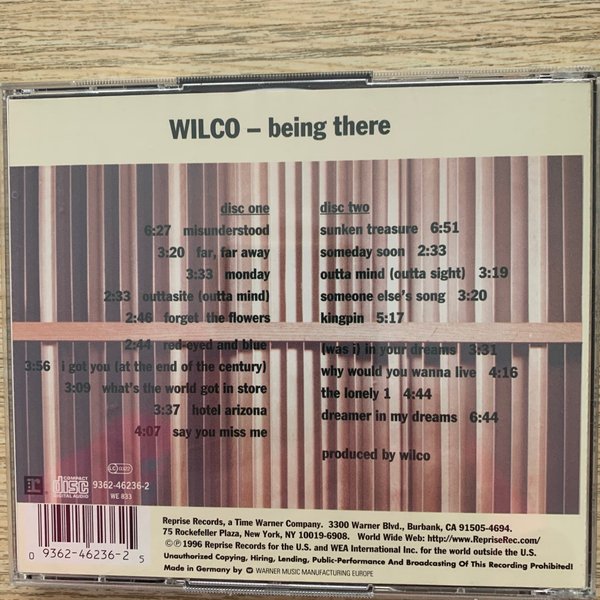 WILCO – being there
disc one
6:27 misunderstood
3:20 far, far away
3:33 monday
2:33 outtasite (outta mind)
2:46 forget the flowers
2:44 red-eyed and blue
3:56 i got you (at the end of the century)
3:09 what's the world got in store
3:37 hotel arizona
4:07 say you miss me
disc two
sunken treasure 6:51
someday soon 2:33
outta mind (outta sight) 3:19
someone else's song 3:20
kingpin 5:17
(was i) in your dreams 3:31
why would you wanna live 4:16
the lonely 1 4:44
dreamer in my dreams 6:44
produced by wilco
r
COMPACT
disc
DIGITAL AUDIO
LC 0322
9362-46236-2
WE 833
0 9362-46236-2 5
Reprise Records, a Time Warner Company. 3300 Warner Blvd., Burbank, CA 91505-4694.
75 Rockefeller Plaza, New York, NY 10019-6908. World Wide Web: http://www.RepriseRec.com/
©℗ 1996 Reprise Records for the U.S. and WEA International Inc. for the world outside the U.S.
Unauthorized Copying, Hiring, Lending, Public-Performance And Broadcasting Of This Recording Prohibited!
Made in Germany by WARNER MUSIC MANUFACTURING EUROPE